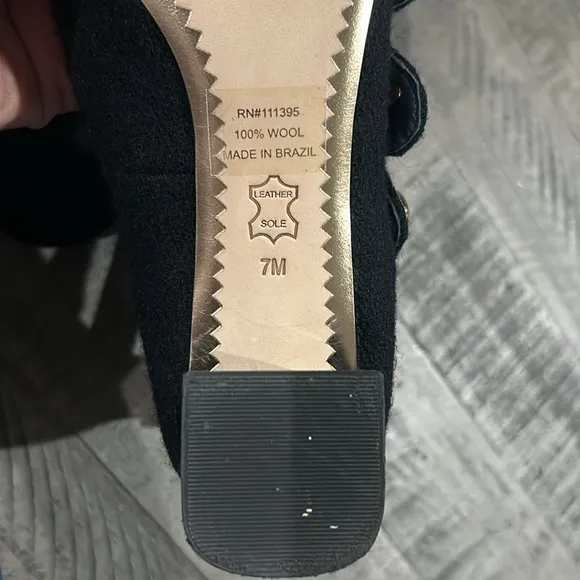 RN#111395
100% WOOL
MADE IN BRAZIL
LEATHER
SOLE
7M